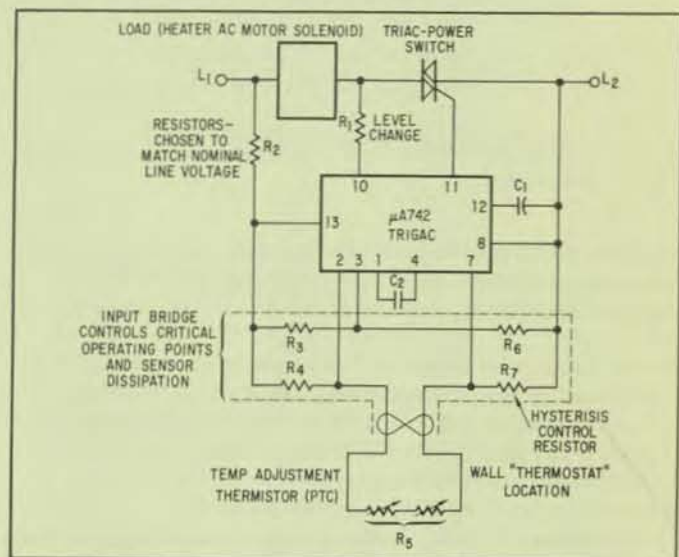 LOAD (HEATER AC MOTOR SOLENOID)
TRIAC-POWER
SWITCH
L1
L2
RESISTORS-
CHOSEN TO
MATCH NOMINAL
LINE VOLTAGE
R2
R1
LEVEL
CHANGE
10
11
12
C1
13
μA742
TRIGAC
8
2
3
1
4
7
C2
INPUT BRIDGE
CONTROLS CRITICAL
OPERATING POINTS
AND SENSOR
DISSIPATION
R3
R6
R4
R7
HYSTERISIS
CONTROL
RESISTOR
TEMP ADJUSTMENT
THERMISTOR (PTC)
WALL "THERMOSTAT"
LOCATION
R5